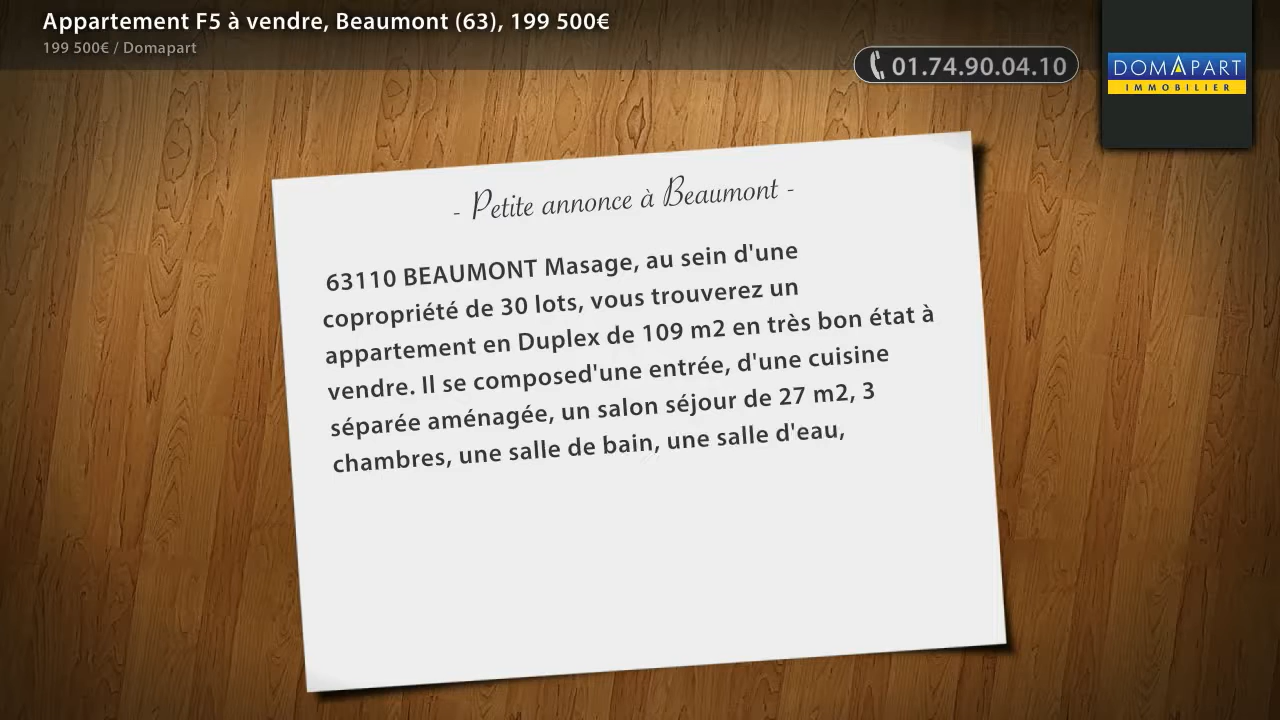 Appartement F5 à vendre, Beaumont (63), 199 500€
199 500€ / Domapart
01.74.90.04.10
DOMAPART
IMMOBILIER
- Petite annonce à Beaumont -
63110 BEAUMONT Masage, au sein d'une
copropriété de 30 lots, vous trouverez un
appartement en Duplex de 109 m2 en très bon état à
vendre. Il se composed'une entrée, d'une cuisine
séparée aménagée, un salon séjour de 27 m2, 3
chambres, une salle de bain, une salle d'eau,